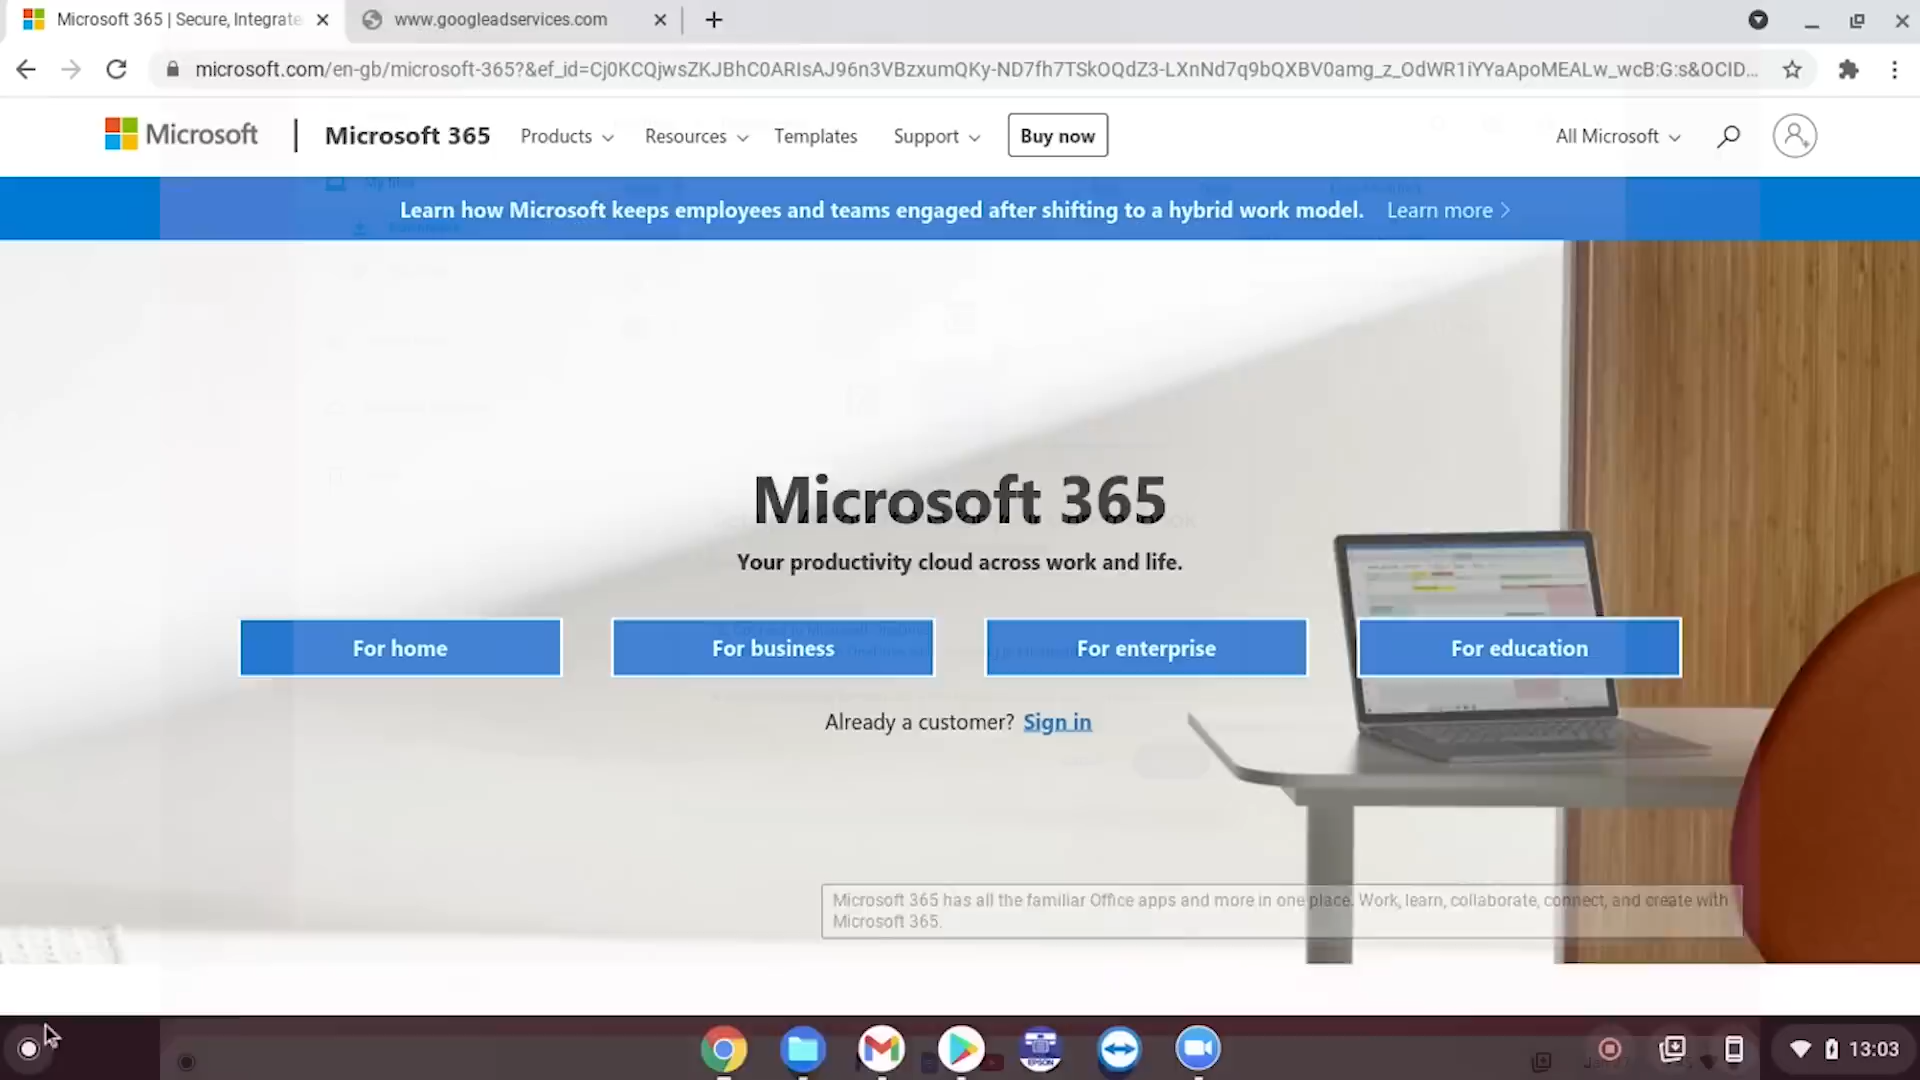 Microsoft 365 | Secure, Integrate
www.googleadservices.com
microsoft.com/en-gb/microsoft-365?&ef_id=Cj0KCQjwsZKJBhC0ARIsAJ96n3VBzxumQKy-ND7fh7TSkOQdZ3-LXnNd7q9bQXBV0amg_z_OdWR1iYYaApoMEALw_wcB:G:s&OCID...
Microsoft
Microsoft 365
Products
Resources
Templates
Support
Buy now
All Microsoft
My files
Learn how Microsoft keeps employees and teams engaged after shifting to a hybrid work model. Learn more
Microsoft 365
Your productivity cloud across work and life.
For home
For business
For enterprise
For education
Already a customer? Sign in
Microsoft 365 has all the familiar Office apps and more in one place. Work, learn, collaborate, connect, and create with
Microsoft 365.
EPSON
13:03